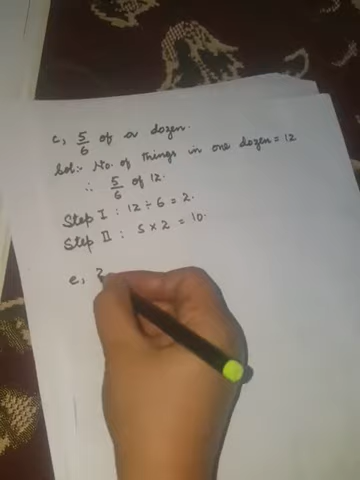 c, 5/6 of a dozen.
Sol:- No. of things in one dozen = 12
∴ 5/6 of 12.
Step I : 12 ÷ 6 = 2.
Step II : 5 × 2 = 10.
e,